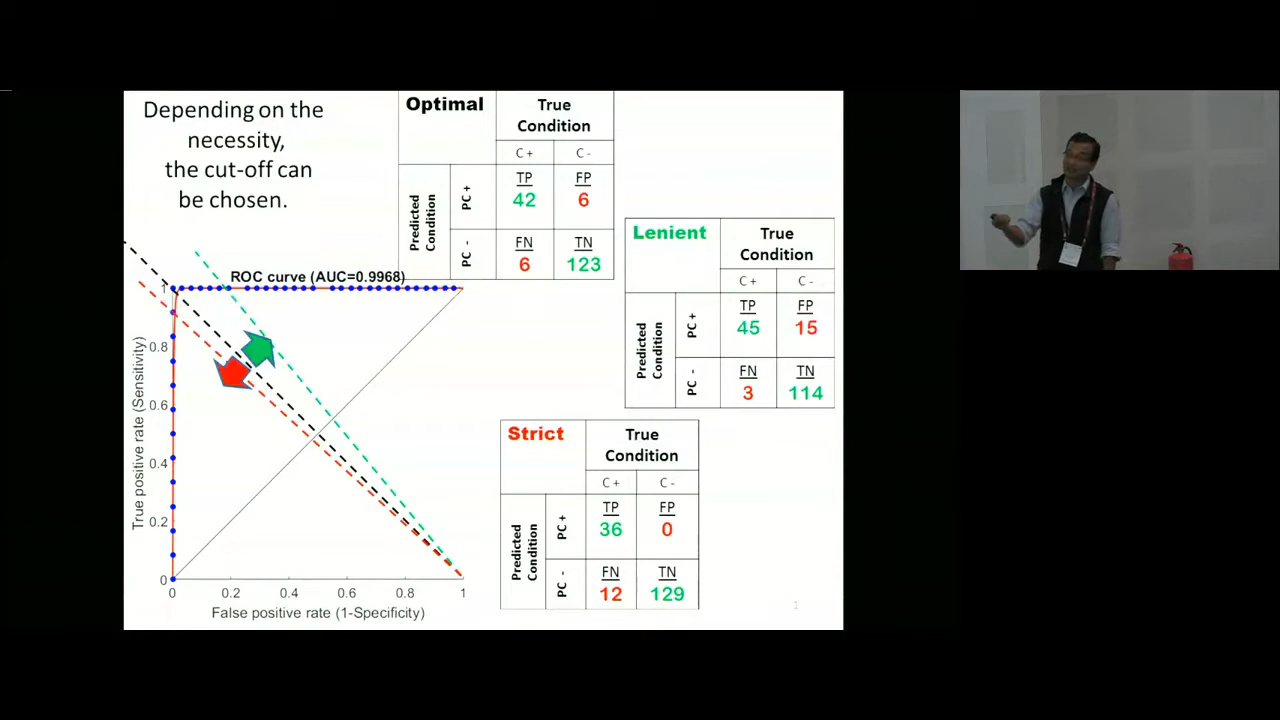 Depending on the
necessity,
the cut-off can
be chosen.
Optimal
True
Condition
C +
C -
Predicted
Condition
PC +
TP
42
FP
6
PC -
FN
6
TN
123
Lenient
True
Condition
C +
C -
Predicted
Condition
PC +
TP
45
FP
15
PC -
FN
3
TN
114
Strict
True
Condition
C +
C -
Predicted
Condition
PC +
TP
36
FP
0
PC -
FN
12
TN
129
ROC curve (AUC=0.9968)
True positive rate (Sensitivity)
1
0.8
0.6
0.4
0.2
0
0 0.2 0.4 0.6 0.8 1
False positive rate (1-Specificity)
1